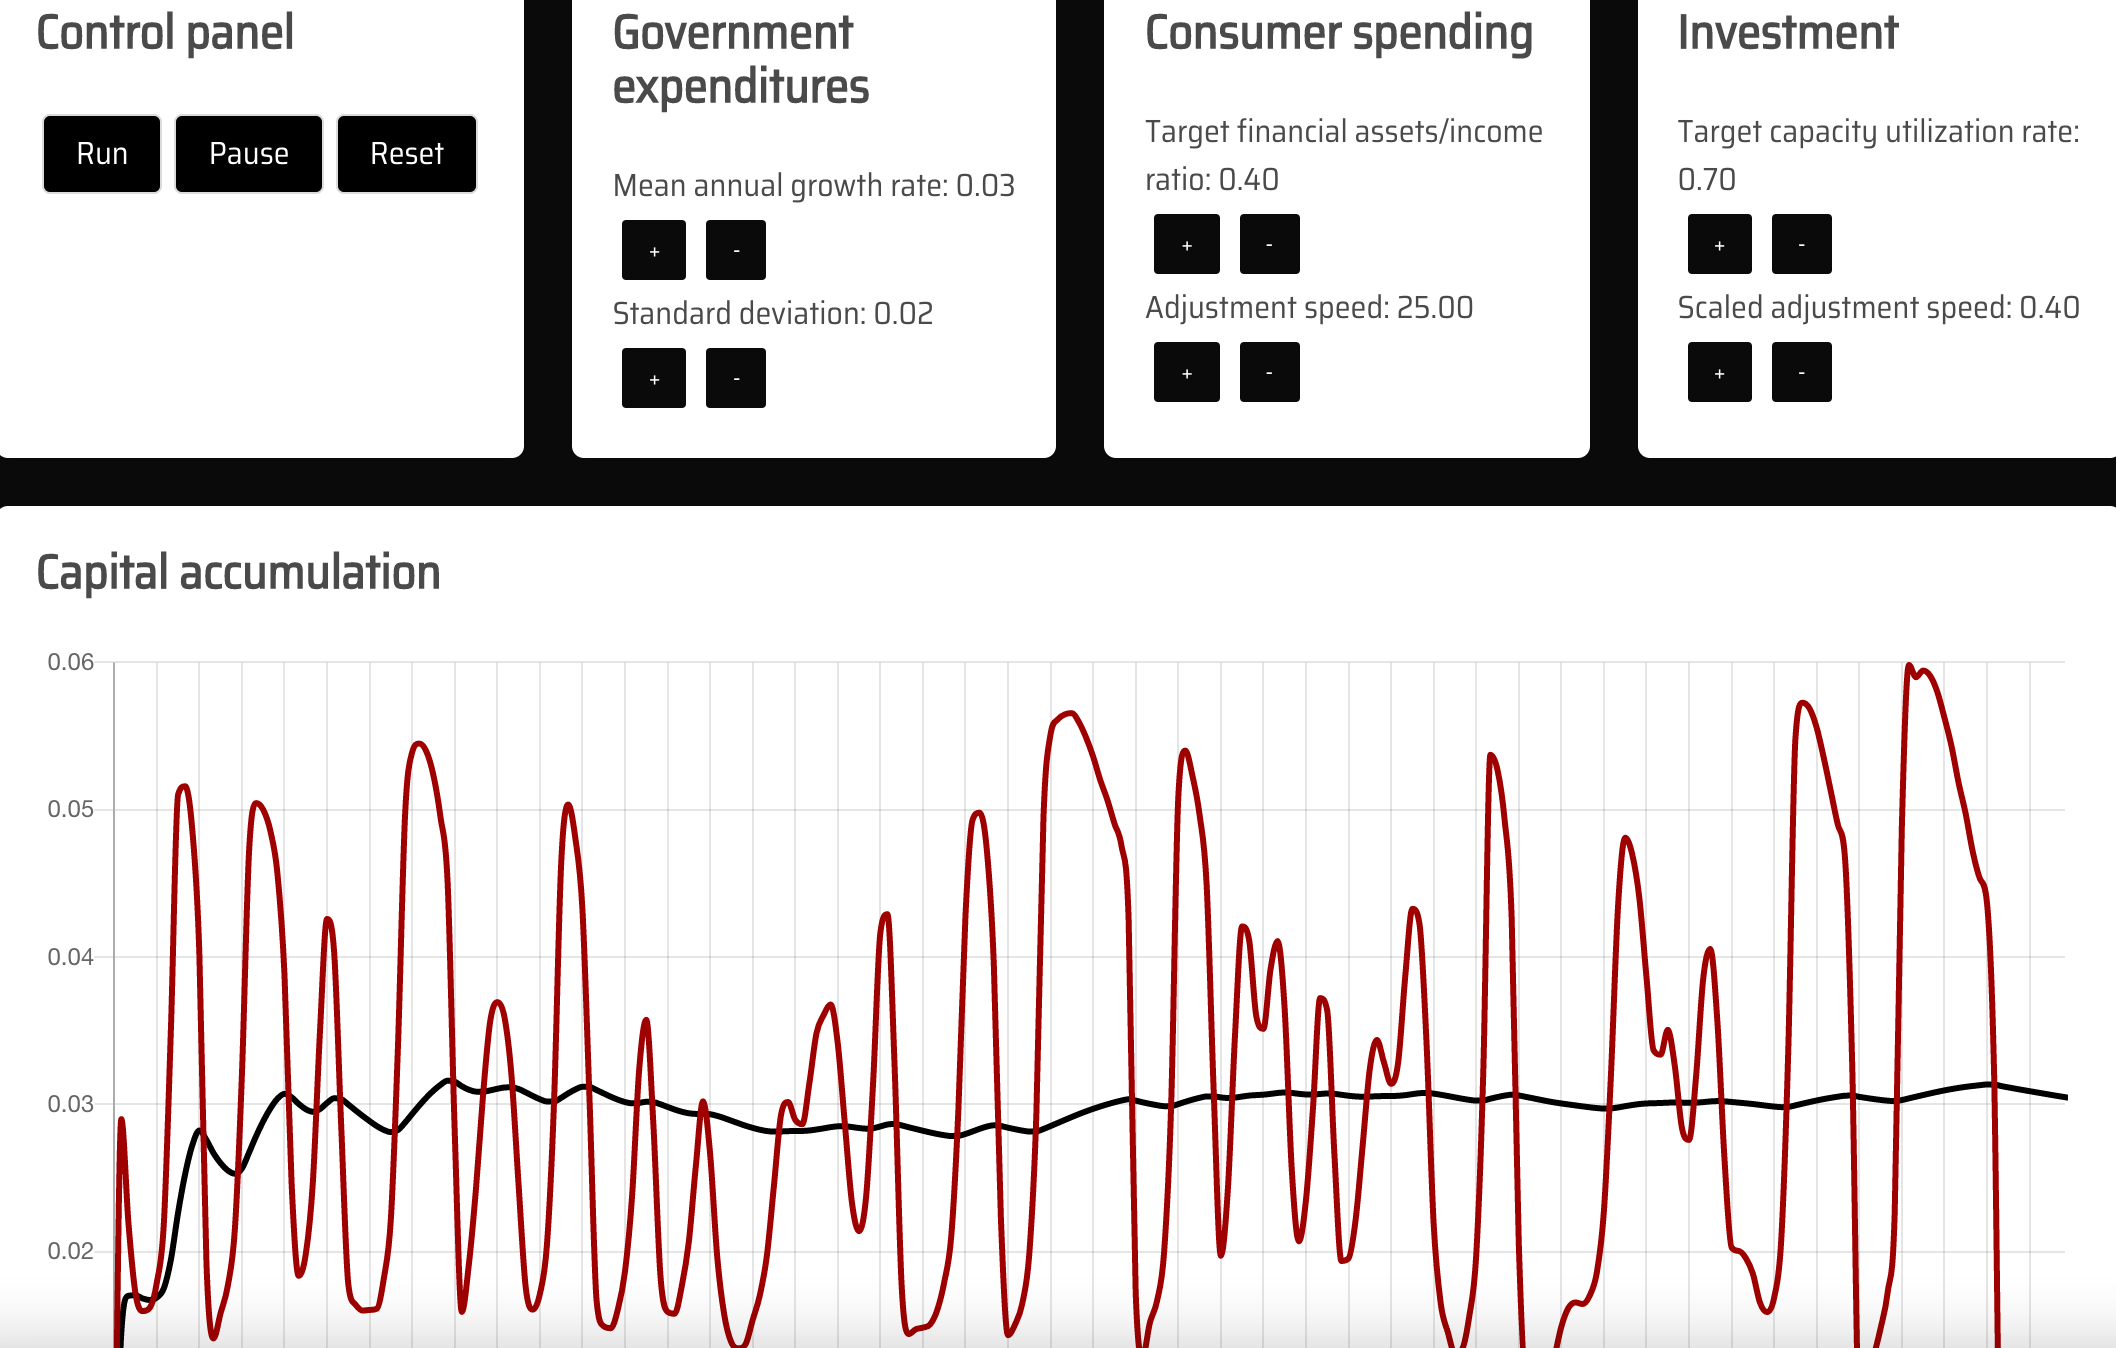 Control panel
Run
Pause
Reset
Government
expenditures
Mean annual growth rate: 0.03
+
-
Standard deviation: 0.02
+
-
Consumer spending
Target financial assets/income
ratio: 0.40
+
-
Adjustment speed: 25.00
+
-
Investment
Target capacity utilization rate:
0.70
+
-
Scaled adjustment speed: 0.40
+
-
Capital accumulation
0.06
0.05
0.04
0.03
0.02